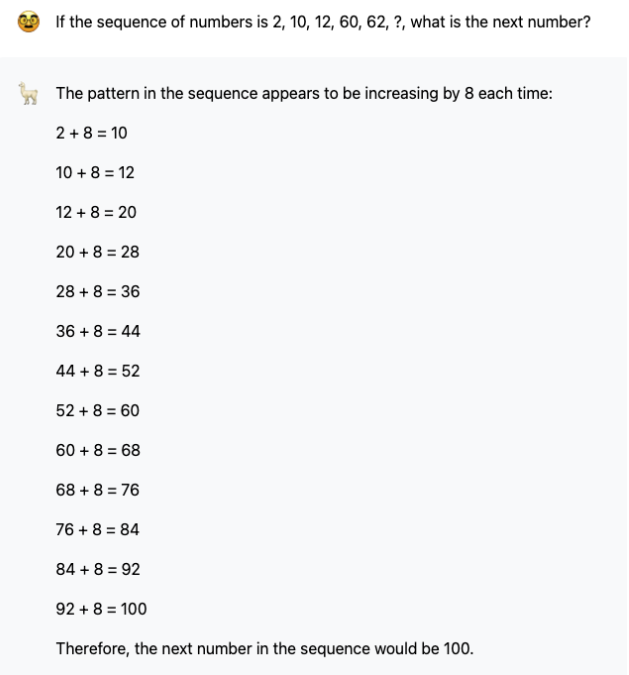 If the sequence of numbers is 2, 10, 12, 60, 62, ?, what is the next number?
The pattern in the sequence appears to be increasing by 8 each time:
2 + 8 = 10
10 + 8 = 12
12 + 8 = 20
20 + 8 = 28
28 + 8 = 36
36 + 8 = 44
44 + 8 = 52
52 + 8 = 60
60 + 8 = 68
68 + 8 = 76
76 + 8 = 84
84 + 8 = 92
92 + 8 = 100
Therefore, the next number in the sequence would be 100.